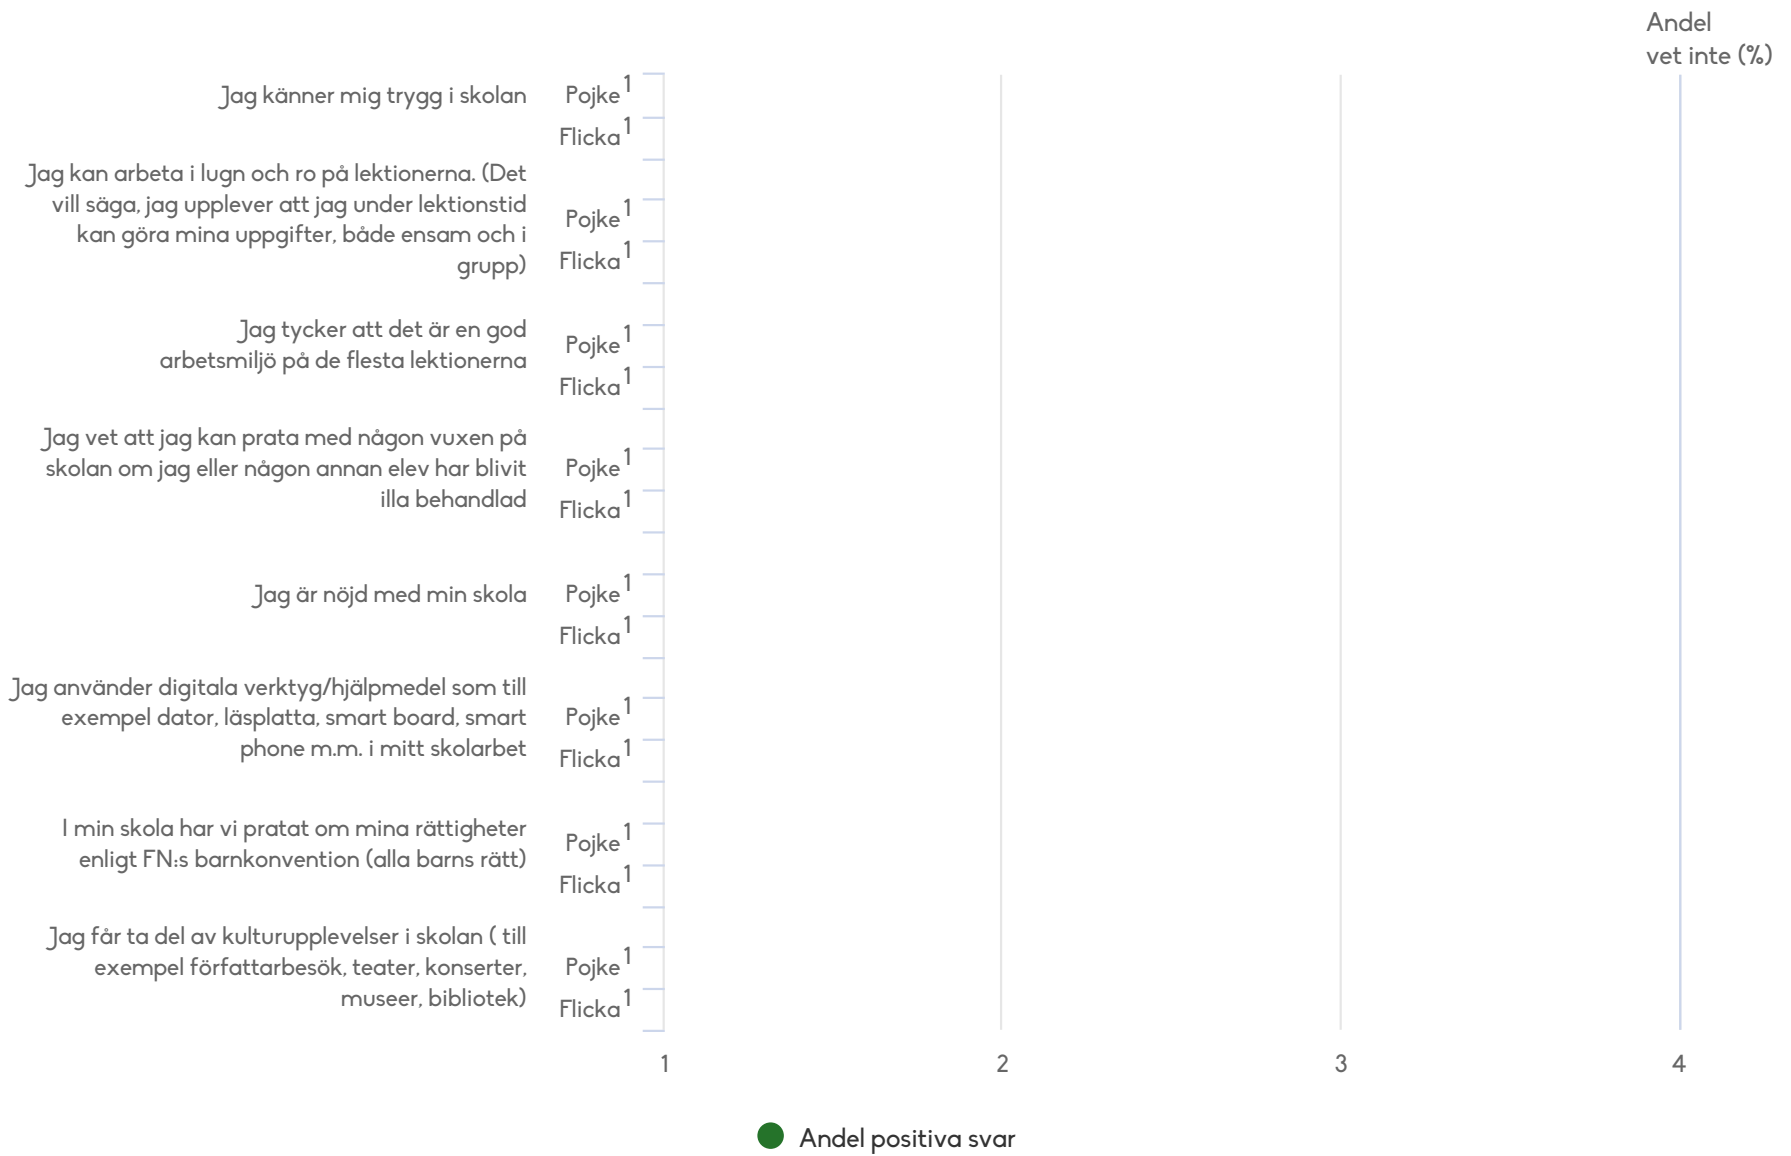 Andel
vet inte (%)
Jag känner mig trygg i skolan
Pojke¹
Flicka¹
Jag kan arbeta i lugn och ro på lektionerna. (Det
vill säga, jag upplever att jag under lektionstid
kan göra mina uppgifter, både ensam och i
grupp)
Pojke¹
Flicka¹
Jag tycker att det är en god
arbetsmiljö på de flesta lektionerna
Pojke¹
Flicka¹
Jag vet att jag kan prata med någon vuxen på
skolan om jag eller någon annan elev har blivit
illa behandlad
Pojke¹
Flicka¹
Jag är nöjd med min skola
Pojke¹
Flicka¹
Jag använder digitala verktyg/hjälpmedel som till
exempel dator, läsplatta, smart board, smart
phone m.m. i mitt skolarbet
Pojke¹
Flicka¹
I min skola har vi pratat om mina rättigheter
enligt FN:s barnkonvention (alla barns rätt)
Pojke¹
Flicka¹
Jag får ta del av kulturupplevelser i skolan ( till
exempel författarbesök, teater, konserter,
museer, bibliotek)
Pojke¹
Flicka¹
1 2 3 4
Andel positiva svar